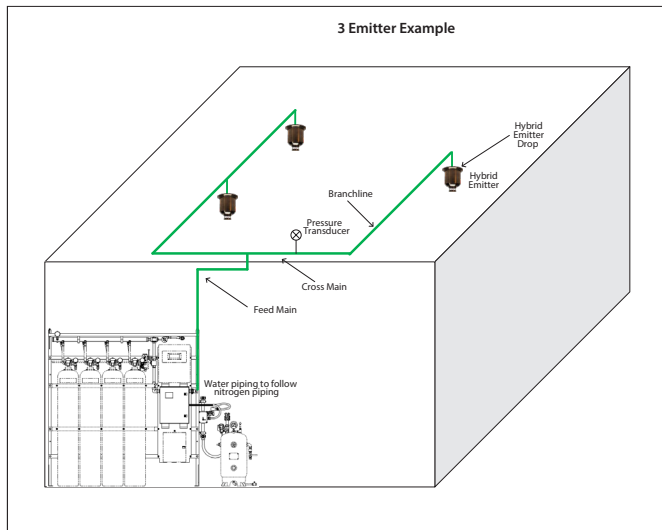 3 Emitter Example
Hybrid
Emitter
Drop
Hybrid
Emitter
Branchline
Pressure
Transducer
Cross Main
Feed Main
Water piping to follow
nitrogen piping